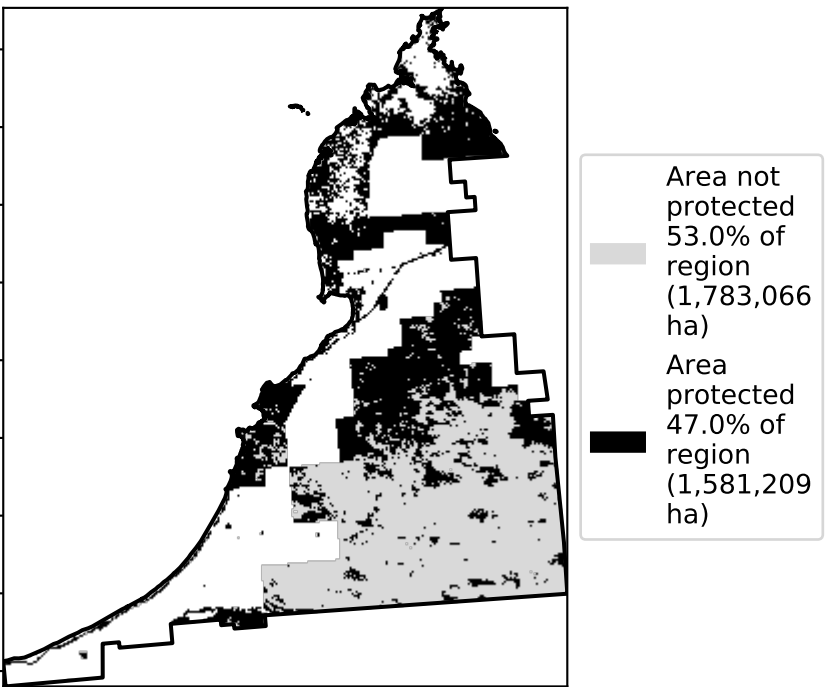 Area not
protected
53.0% of
region
(1,783,066
ha)
Area
protected
47.0% of
region
(1,581,209
ha)